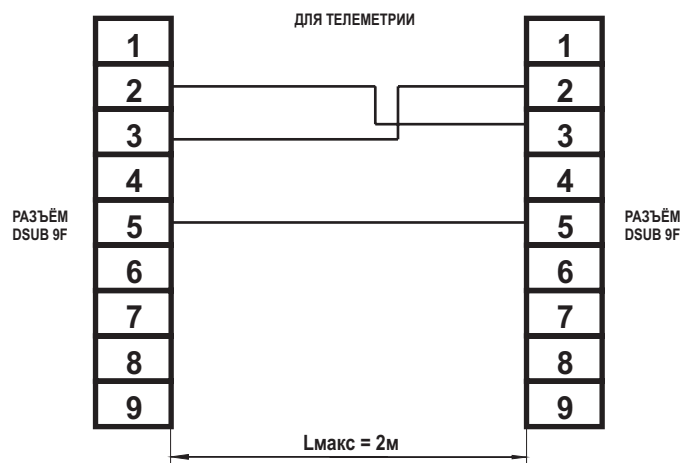 ДЛЯ ТЕЛЕМЕТРИИ
1 1
2 2
3 3
4 4
РАЗЪЁМ РАЗЪЁМ
DSUB 9F 5 5 DSUB 9F
6 6
7 7
8 8
9 9
Lмакс = 2м